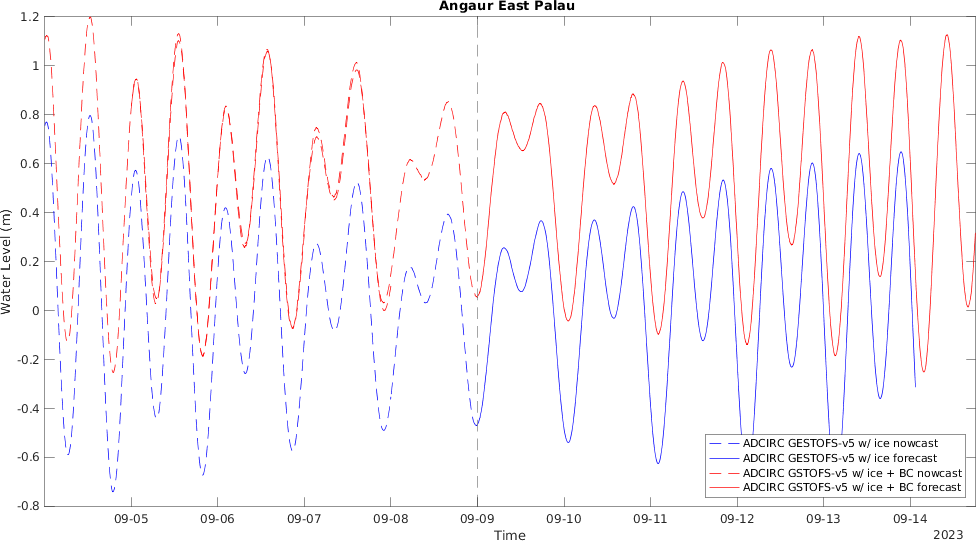 Angaur East Palau
Water Level (m)
1.2
1
0.8
0.6
0.4
0.2
0
-0.2
-0.4
-0.6
-0.8
ADCIRC GESTOFS-v5 w/ ice nowcast
ADCIRC GESTOFS-v5 w/ ice forecast
ADCIRC GSTOFS-v5 w/ ice + BC nowcast
ADCIRC GSTOFS-v5 w/ ice + BC forecast
09-05 09-06 09-07 09-08 09-09 09-10 09-11 09-12 09-13 09-14
Time
2023